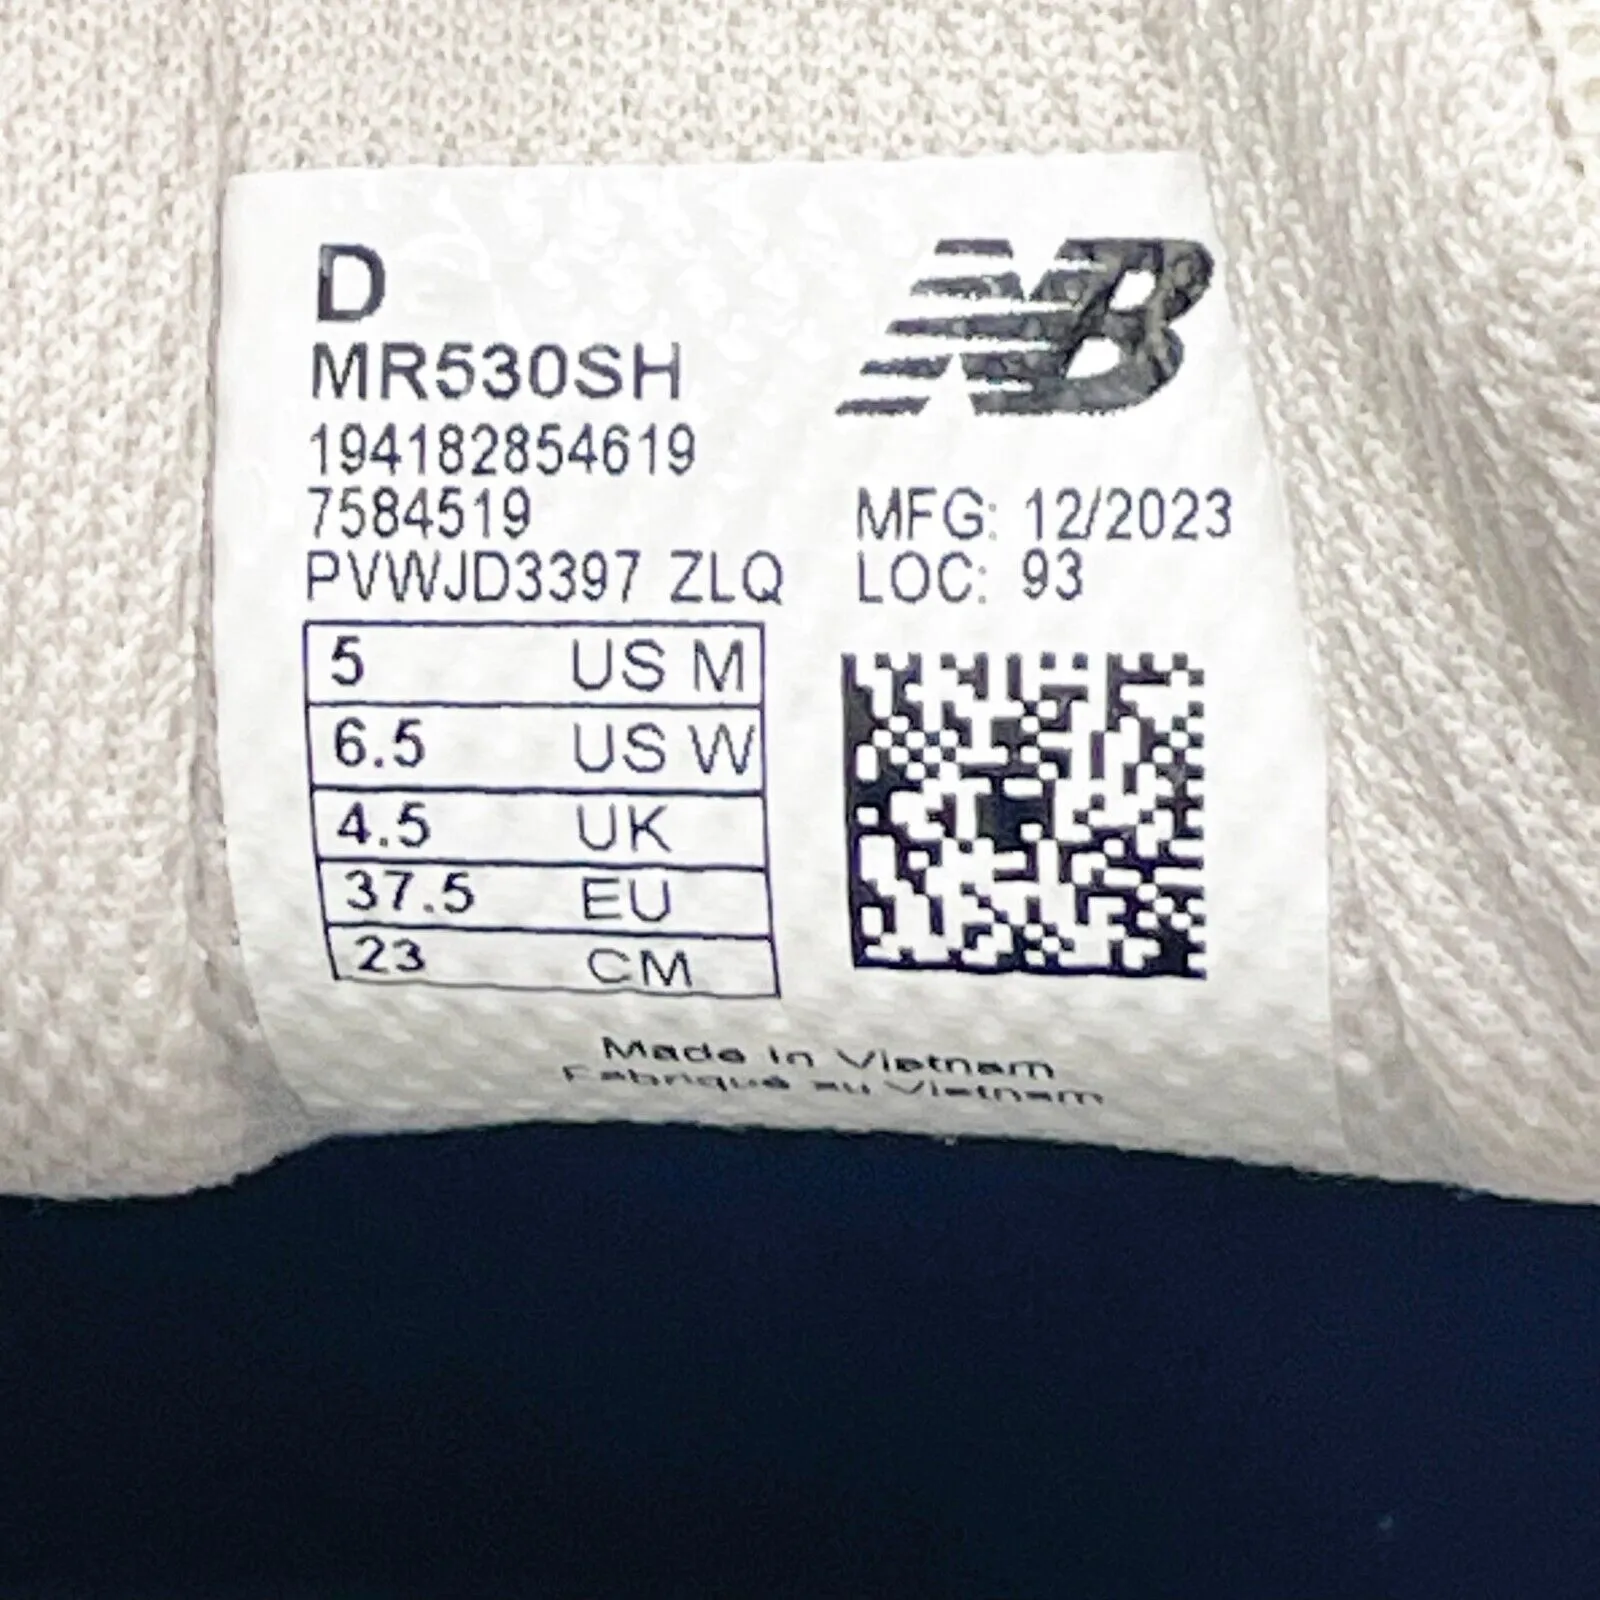 D
NB
MR530SH
194182854619
7584519
MFG: 12/2023
PVWJD3397 ZLQ
LOC: 93
5 US M
6.5 US W
4.5 UK
37.5 EU
23 CM
Made in Vietnam
Fabriqué au Vietnam